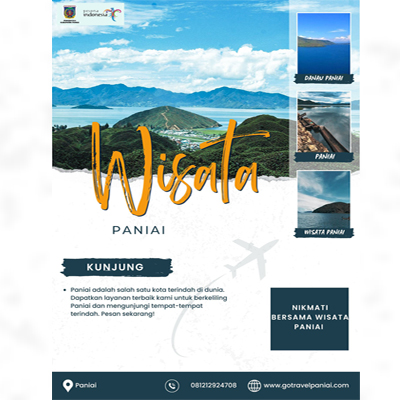 indonesia
DANAU PANIAI
PANIAI
WISATA PANIAI
Wisata
PANIAI
KUNJUNG
• Paniai adalah salah satu kota terindah di dunia.
Dapatkan layanan terbaik kami untuk berkeliling
Paniai dan mengunjungi tempat-tempat
terindah. Pesan sekarang!
NIKMATI
BERSAMA WISATA
PANIAI
Paniai
081212924708
www.gotravelpaniai.com